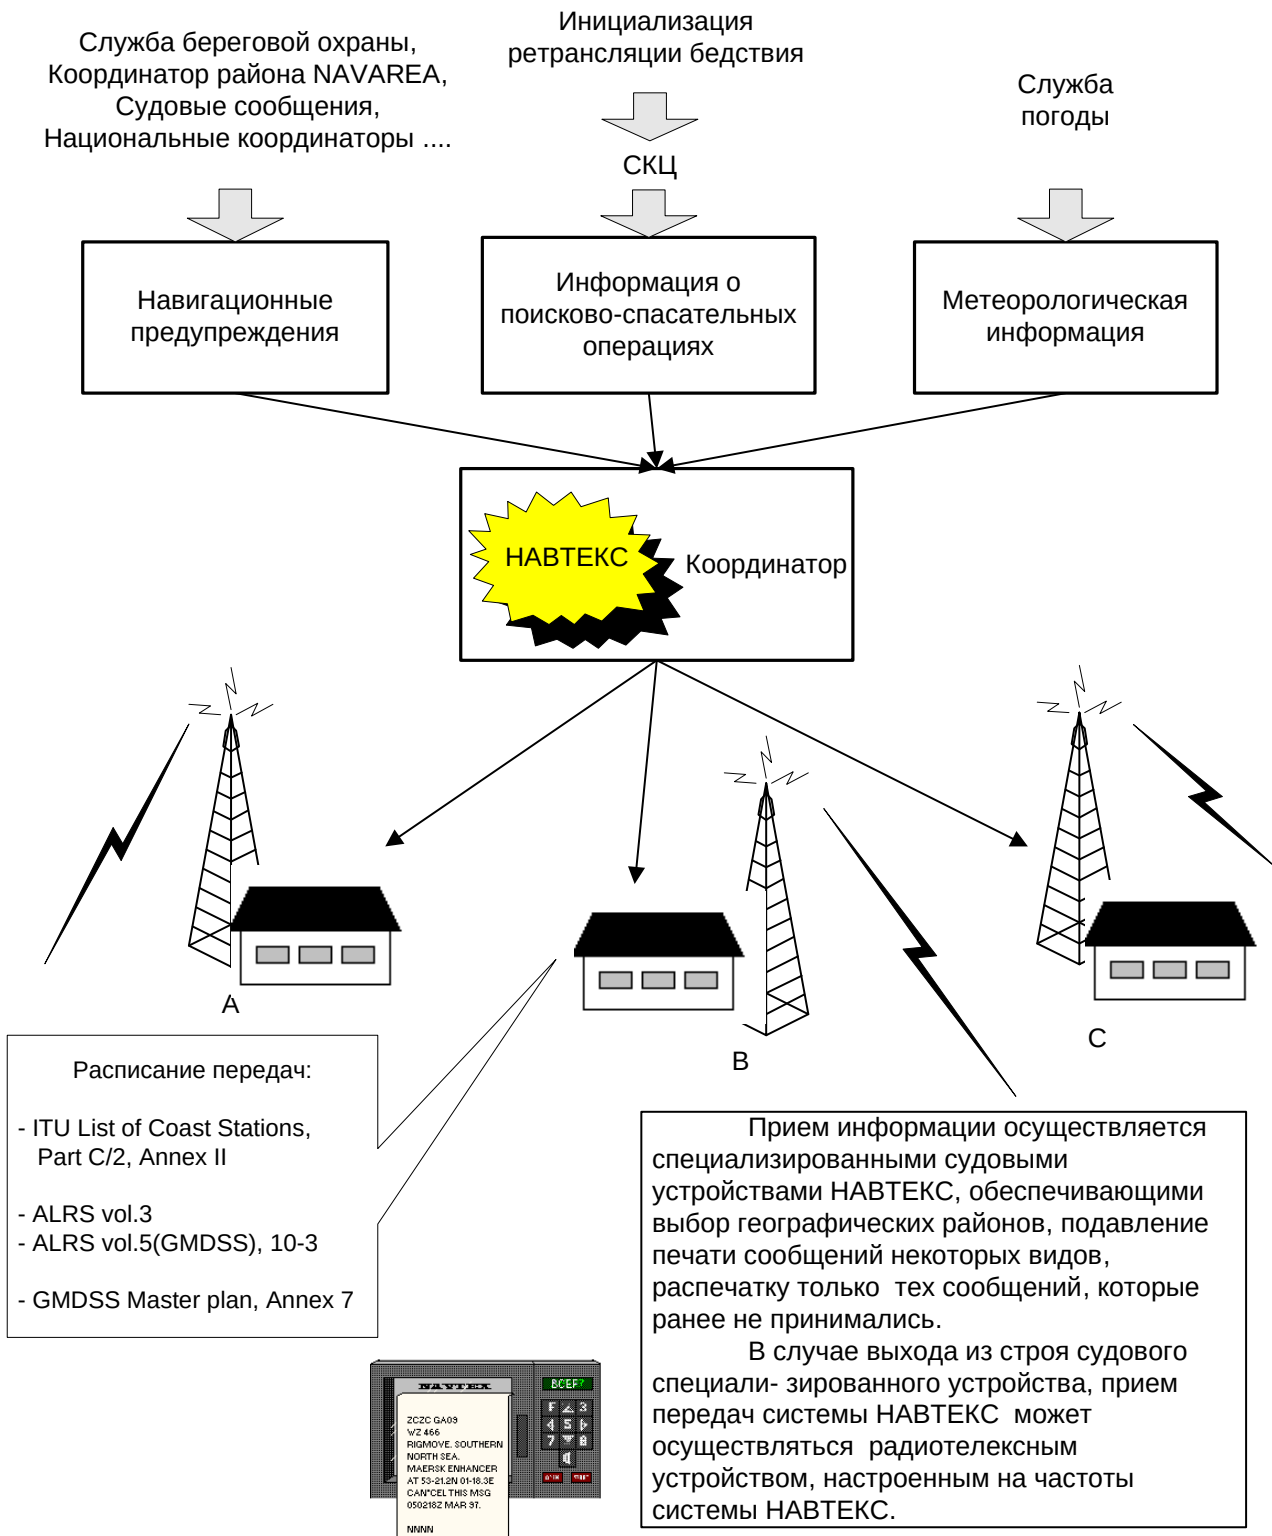 Служба береговой охраны,
Координатор района NAVAREA,
Судовые сообщения,
Национальные координаторы ....
Инициализация
ретрансляции бедствия
СКЦ
Служба
погоды
Навигационные
предупреждения
Информация о
поисково-спасательных
операциях
Метеорологическая
информация
НАВТЕКС
Координатор
A
B
C
Расписание передач:
- ITU List of Coast Stations,
Part C/2, Annex II
- ALRS vol.3
- ALRS vol.5(GMDSS), 10-3
- GMDSS Master plan, Annex 7
Прием информации осуществляется
специализированными судовыми
устройствами НАВТЕКС, обеспечивающими
выбор географических районов, подавление
печати сообщений некоторых видов,
распечатку только тех сообщений, которые
ранее не принимались.
В случае выхода из строя судового
специали- зированного устройства, прием
передач системы НАВТЕКС может
осуществляться радиотелексным
устройством, настроенным на частоты
системы НАВТЕКС.
NAVTEX
ZCZC GA09
WZ 466
RIGMOVE. SOUTHERN
NORTH SEA.
MAERSK ENHANCER
AT 53-21.2N 01-18.3E
CAN*CEL THIS MSG
050218Z MAR 97.
NNNN
F 3
5
7 8